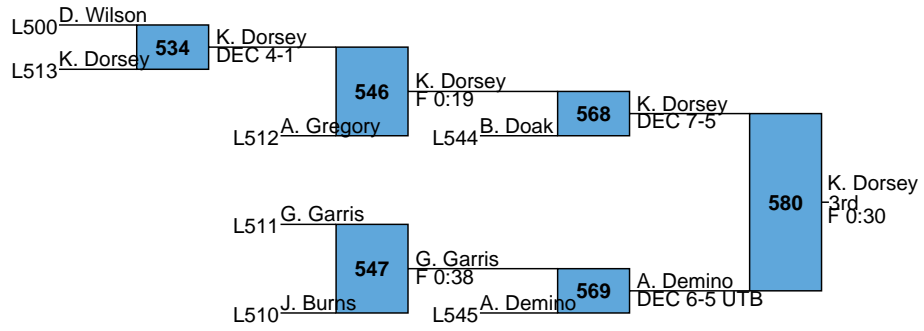 L500 D. Wilson
534
L513 K. Dorsey
K. Dorsey
DEC 4-1
546
L512 A. Gregory
K. Dorsey
F 0:19
568
L544 B. Doak
K. Dorsey
DEC 7-5
580
K. Dorsey
3rd
F 0:30
L511 G. Garris
547
L510 J. Burns
G. Garris
F 0:38
569
L545 A. Demino
A. Demino
DEC 6-5 UTB